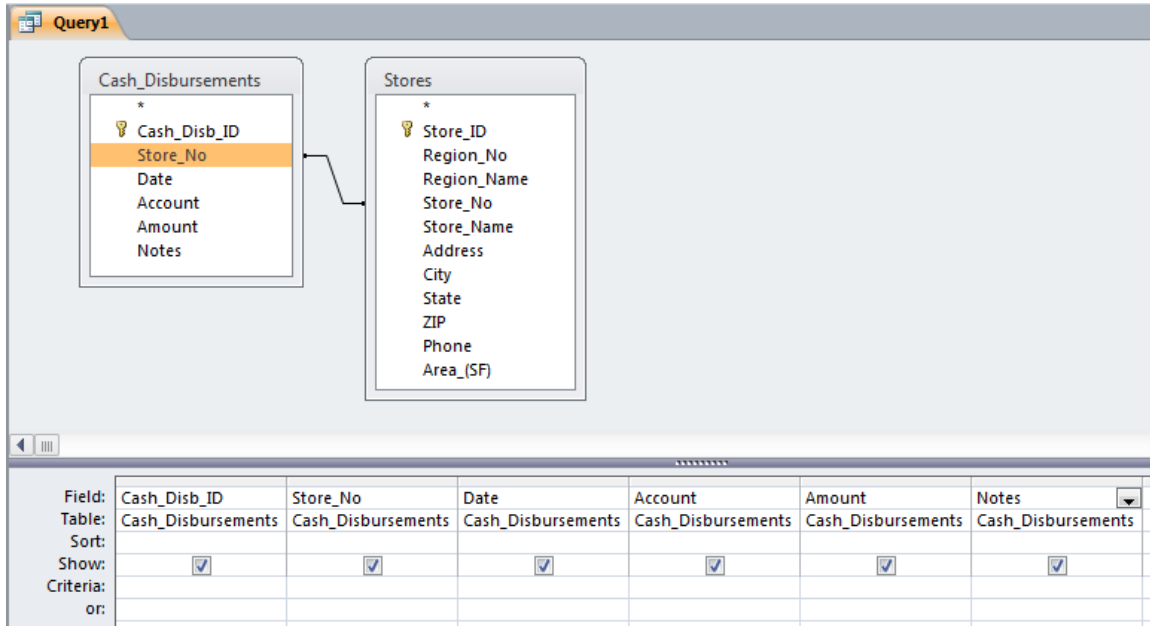 Query1
Cash_Disbursements
*
Cash_Disb_ID
Store_No
Date
Account
Amount
Notes
Stores
*
Store_ID
Region_No
Region_Name
Store_No
Store_Name
Address
City
State
ZIP
Phone
Area_(SF)
Field: Cash_Disb_ID Store_No Date Account Amount Notes
Table: Cash_Disbursements Cash_Disbursements Cash_Disbursements Cash_Disbursements Cash_Disbursements Cash_Disbursements
Sort:
Show:
Criteria:
or: